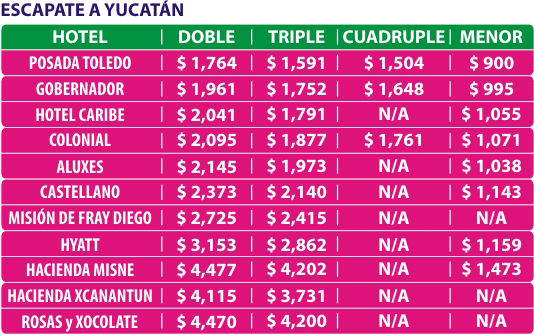 ESCAPATE A YUCATÁN
HOTEL | DOBLE | TRIPLE | CUADRUPLE | MENOR
POSADA TOLEDO | $ 1,764 | $ 1,591 | $ 1,504 | $ 900
GOBERNADOR | $ 1,961 | $ 1,752 | $ 1,648 | $ 995
HOTEL CARIBE | $ 2,041 | $ 1,791 | N/A | $ 1,055
COLONIAL | $ 2,095 | $ 1,877 | $ 1,761 | $ 1,071
ALUXES | $ 2,145 | $ 1,973 | N/A | $ 1,038
CASTELLANO | $ 2,373 | $ 2,140 | N/A | $ 1,143
MISIÓN DE FRAY DIEGO | $ 2,725 | $ 2,415 | N/A | N/A
HYATT | $ 3,153 | $ 2,862 | N/A | $ 1,159
HACIENDA MISNE | $ 4,477 | $ 4,202 | N/A | $ 1,473
HACIENDA XCANANTUN | $ 4,115 | $ 3,731 | N/A | N/A
ROSAS y XOCOLATE | $ 4,470 | $ 4,200 | N/A | N/A